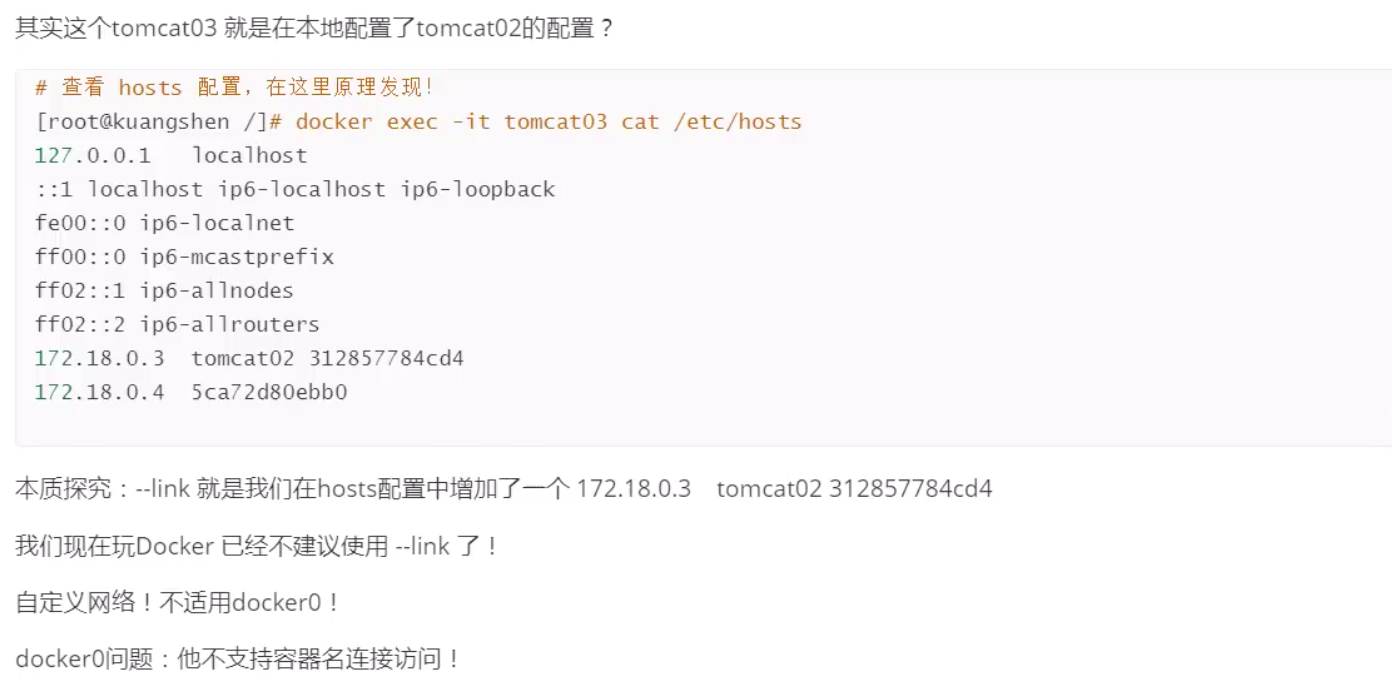 其实这个tomcat03 就是在本地配置了tomcat02的配置？
# 查看 hosts 配置，在这里原理发现！
[root@kuangshen /]# docker exec -it tomcat03 cat /etc/hosts
127.0.0.1   localhost
::1 localhost ip6-localhost ip6-loopback
fe00::0 ip6-localnet
ff00::0 ip6-mcastprefix
ff02::1 ip6-allnodes
ff02::2 ip6-allrouters
172.18.0.3  tomcat02 312857784cd4
172.18.0.4  5ca72d80ebb0
本质探究：--link 就是我们在hosts配置中增加了一个 172.18.0.3    tomcat02 312857784cd4
我们现在玩Docker 已经不建议使用 --link 了！
自定义网络！不适用docker0！
docker0问题：他不支持容器名连接访问！